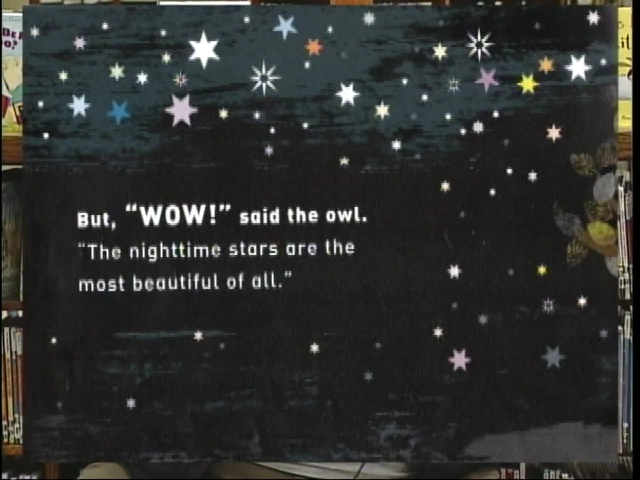 But, "WOW!" said the owl.
"The nighttime stars are the
most beautiful of all."